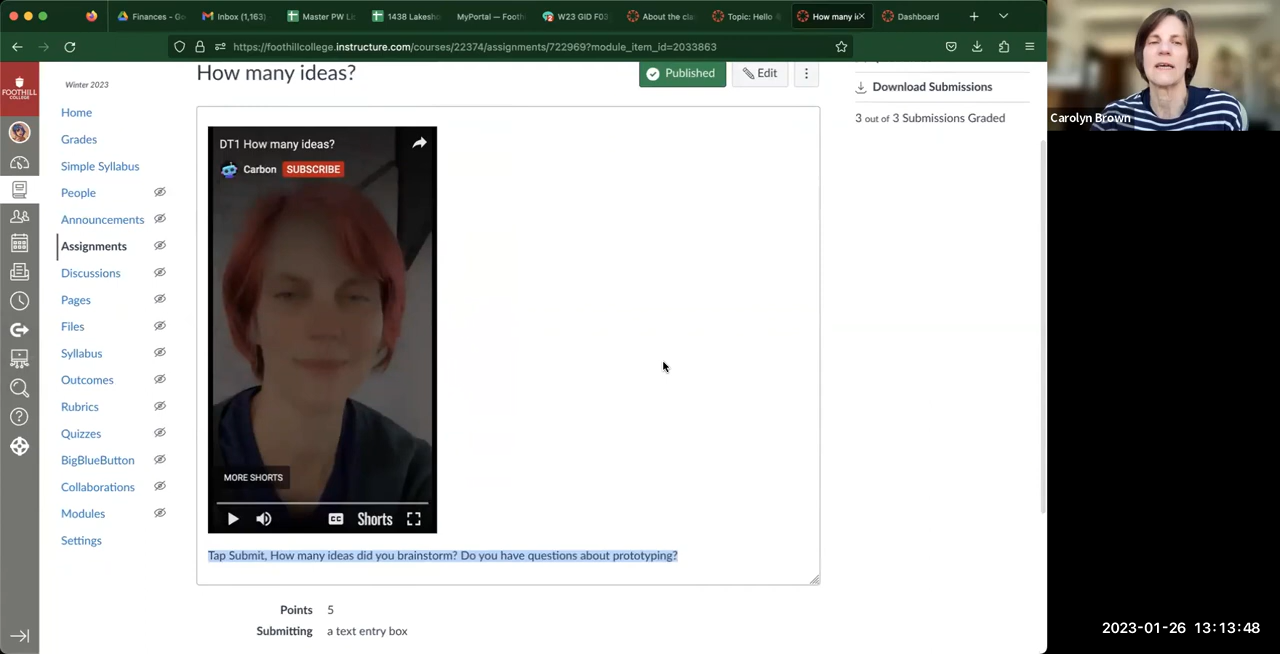 Finances - Go
Inbox (1,163)
Master PW Li
1438 Lakesh
MyPortal — Footh
W23 GID F03
About the cla
Topic: Hello
How many i
Dashboard
https://foothillcollege.instructure.com/courses/22374/assignments/722969?module_item_id=2033863
FOOTHILL
COLLEGE
Winter 2023
Home
Grades
Simple Syllabus
People
Announcements
Assignments
Discussions
Pages
Files
Syllabus
Outcomes
Rubrics
Quizzes
BigBlueButton
Collaborations
Modules
Settings
How many ideas?
Published
Edit
Download Submissions
3 out of 3 Submissions Graded
DT1 How many ideas?
Carbon SUBSCRIBE
MORE SHORTS
CC Shorts
Tap Submit, How many ideas did you brainstorm? Do you have questions about prototyping?
Points 5
Submitting a text entry box
Carolyn Brown
2023-01-26 13:13:48